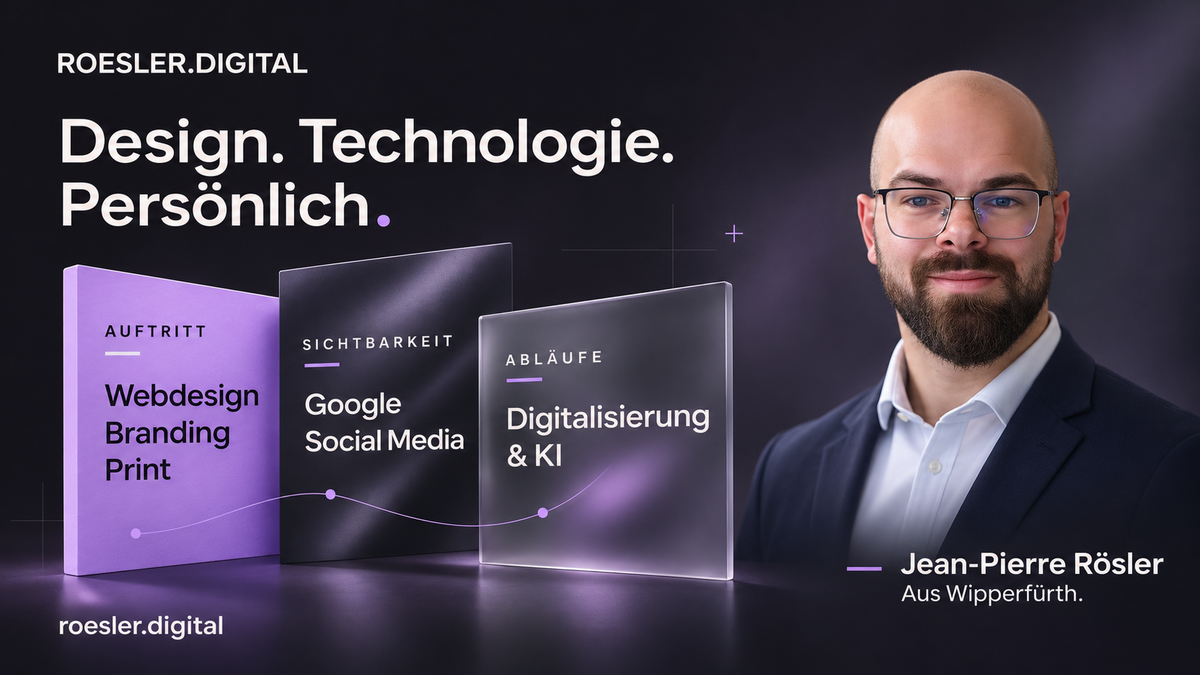 ROESLER.DIGITAL
Design. Technologie.
Persönlich.
AUFTRITT
Webdesign
Branding
Print
SICHTBARKEIT
Google
Social Media
ABLÄUFE
Digitalisierung
& KI
Jean-Pierre Rösler
Aus Wipperfürth.
roesler.digital